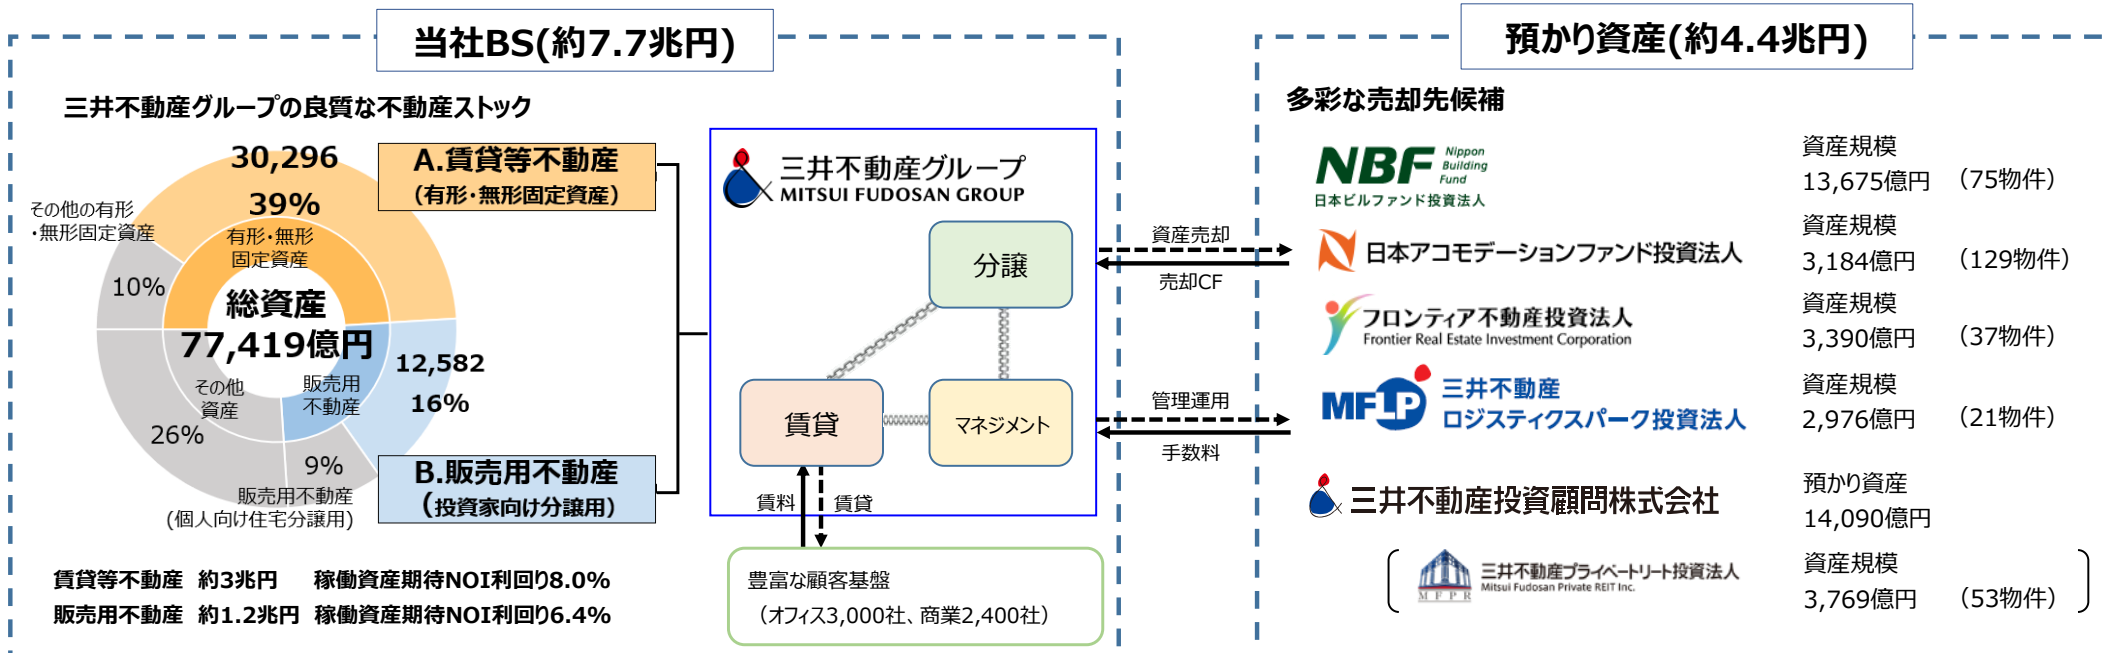 当社BS(約7.7兆円)
三井不動産グループの良質な不動産ストック
30,296
39%
その他の有形
・無形固定資産
10%
有形・無形
固定資産
総資産
77,419億円
12,582
16%
販売用
不動産
その他
資産
26%
9%
販売用不動産
(個人向け住宅分譲用)
A.賃貸等不動産
(有形・無形固定資産)
B.販売用不動産
(投資家向け分譲用)
賃貸等不動産 約3兆円 稼働資産期待NOI利回り8.0%
販売用不動産 約1.2兆円 稼働資産期待NOI利回り6.4%
三井不動産グループ
MITSUI FUDOSAN GROUP
分譲
賃貸
マネジメント
賃料
賃貸
豊富な顧客基盤
（オフィス3,000社、商業2,400社）
資産売却
売却CF
管理運用
手数料
預かり資産(約4.4兆円)
多彩な売却先候補
NBF Nippon
Building
Fund
日本ビルファンド投資法人
資産規模
13,675億円 （75物件）
日本アコモデーションファンド投資法人
資産規模
3,184億円 （129物件）
フロンティア不動産投資法人
Frontier Real Estate Investment Corporation
資産規模
3,390億円 （37物件）
MFLP 三井不動産
ロジスティクスパーク投資法人
資産規模
2,976億円 （21物件）
三井不動産投資顧問株式会社
預かり資産
14,090億円
MFPR
三井不動産プライベートリート投資法人
Mitsui Fudosan Private REIT Inc.
資産規模
3,769億円 （53物件）